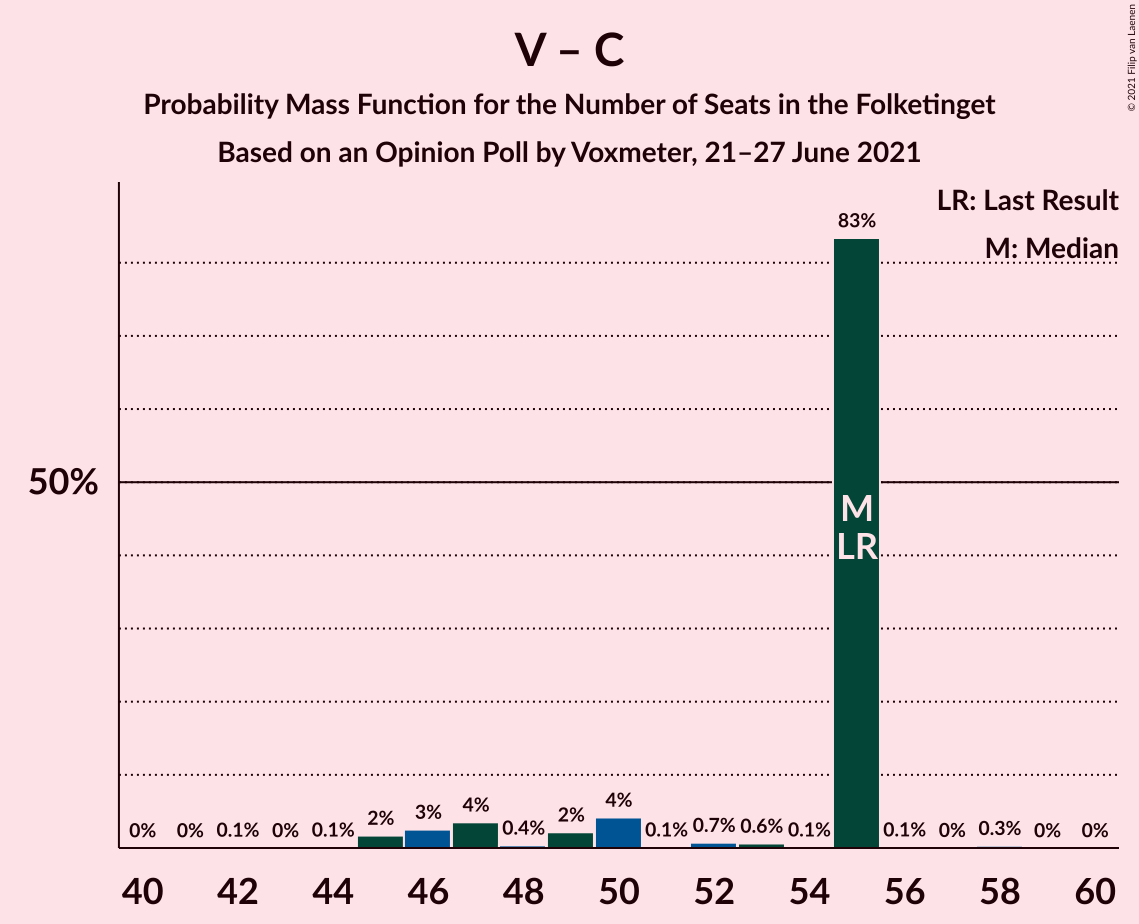 V – C
Probability Mass Function for the Number of Seats in the Folketinget
Based on an Opinion Poll by Voxmeter, 21–27 June 2021
© 2021 Filip van Laenen
LR: Last Result
M: Median
50%
0% 0% 0.1% 0% 0.1% 2% 3% 4% 0.4% 2% 4% 0.1% 0.7% 0.6% 0.1% 83% 0.1% 0% 0.3% 0% 0%
M
LR
40 42 44 46 48 50 52 54 56 58 60